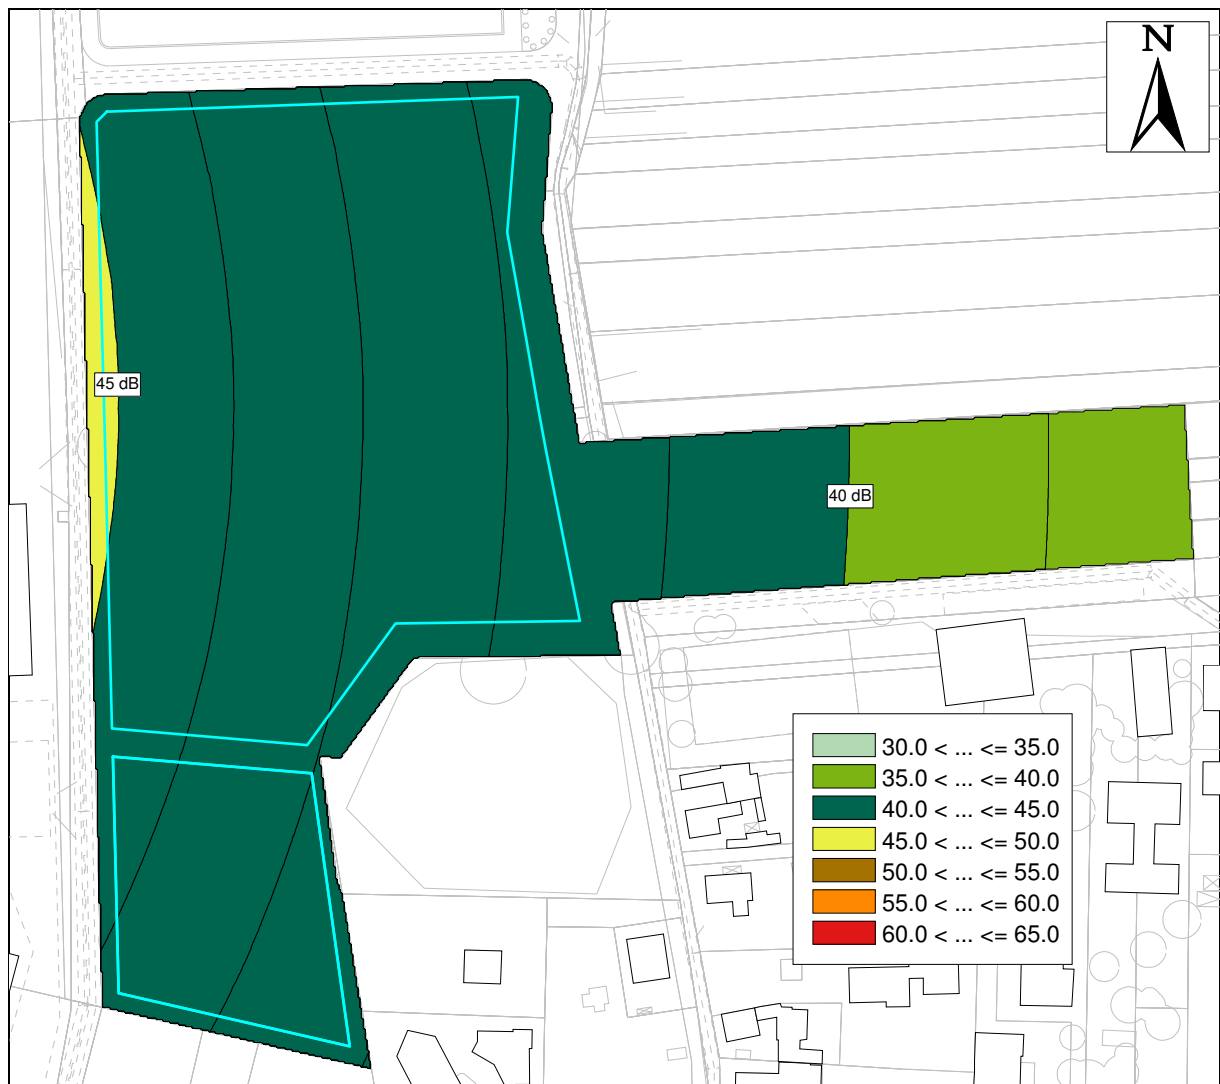 N
45 dB
40 dB
30.0 < ... <= 35.0
35.0 < ... <= 40.0
40.0 < ... <= 45.0
45.0 < ... <= 50.0
50.0 < ... <= 55.0
55.0 < ... <= 60.0
60.0 < ... <= 65.0